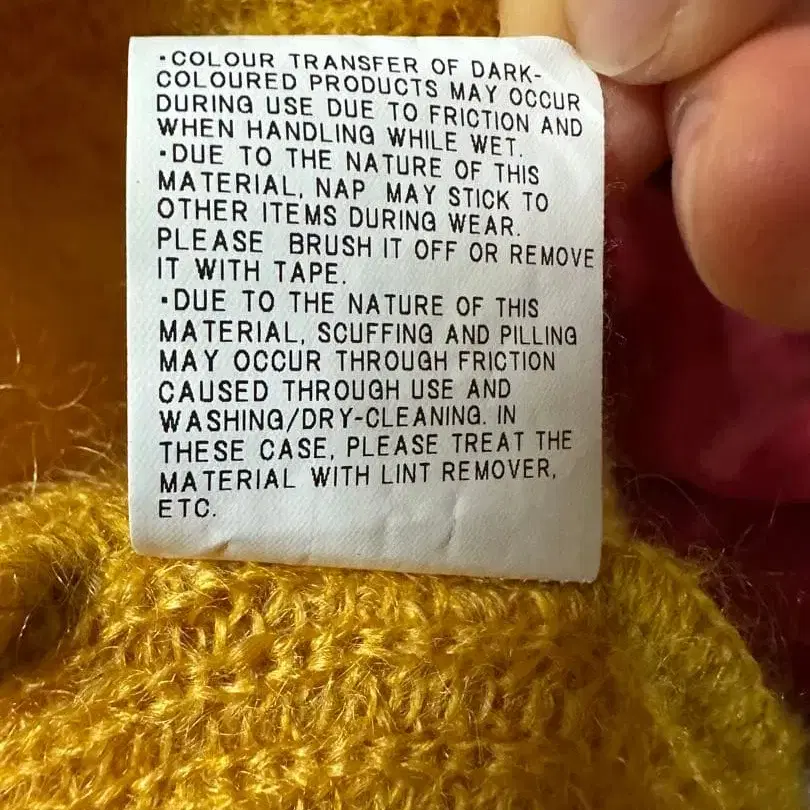 •COLOUR TRANSFER OF DARK-
COLOURED PRODUCTS MAY OCCUR
DURING USE DUE TO FRICTION AND
WHEN HANDLING WHILE WET.
•DUE TO THE NATURE OF THIS
MATERIAL, NAP MAY STICK TO
OTHER ITEMS DURING WEAR.
PLEASE BRUSH IT OFF OR REMOVE
IT WITH TAPE.
•DUE TO THE NATURE OF THIS
MATERIAL, SCUFFING AND PILLING
MAY OCCUR THROUGH FRICTION
CAUSED THROUGH USE AND
WASHING/DRY-CLEANING. IN
THESE CASE, PLEASE TREAT THE
MATERIAL WITH LINT REMOVER,
ETC.